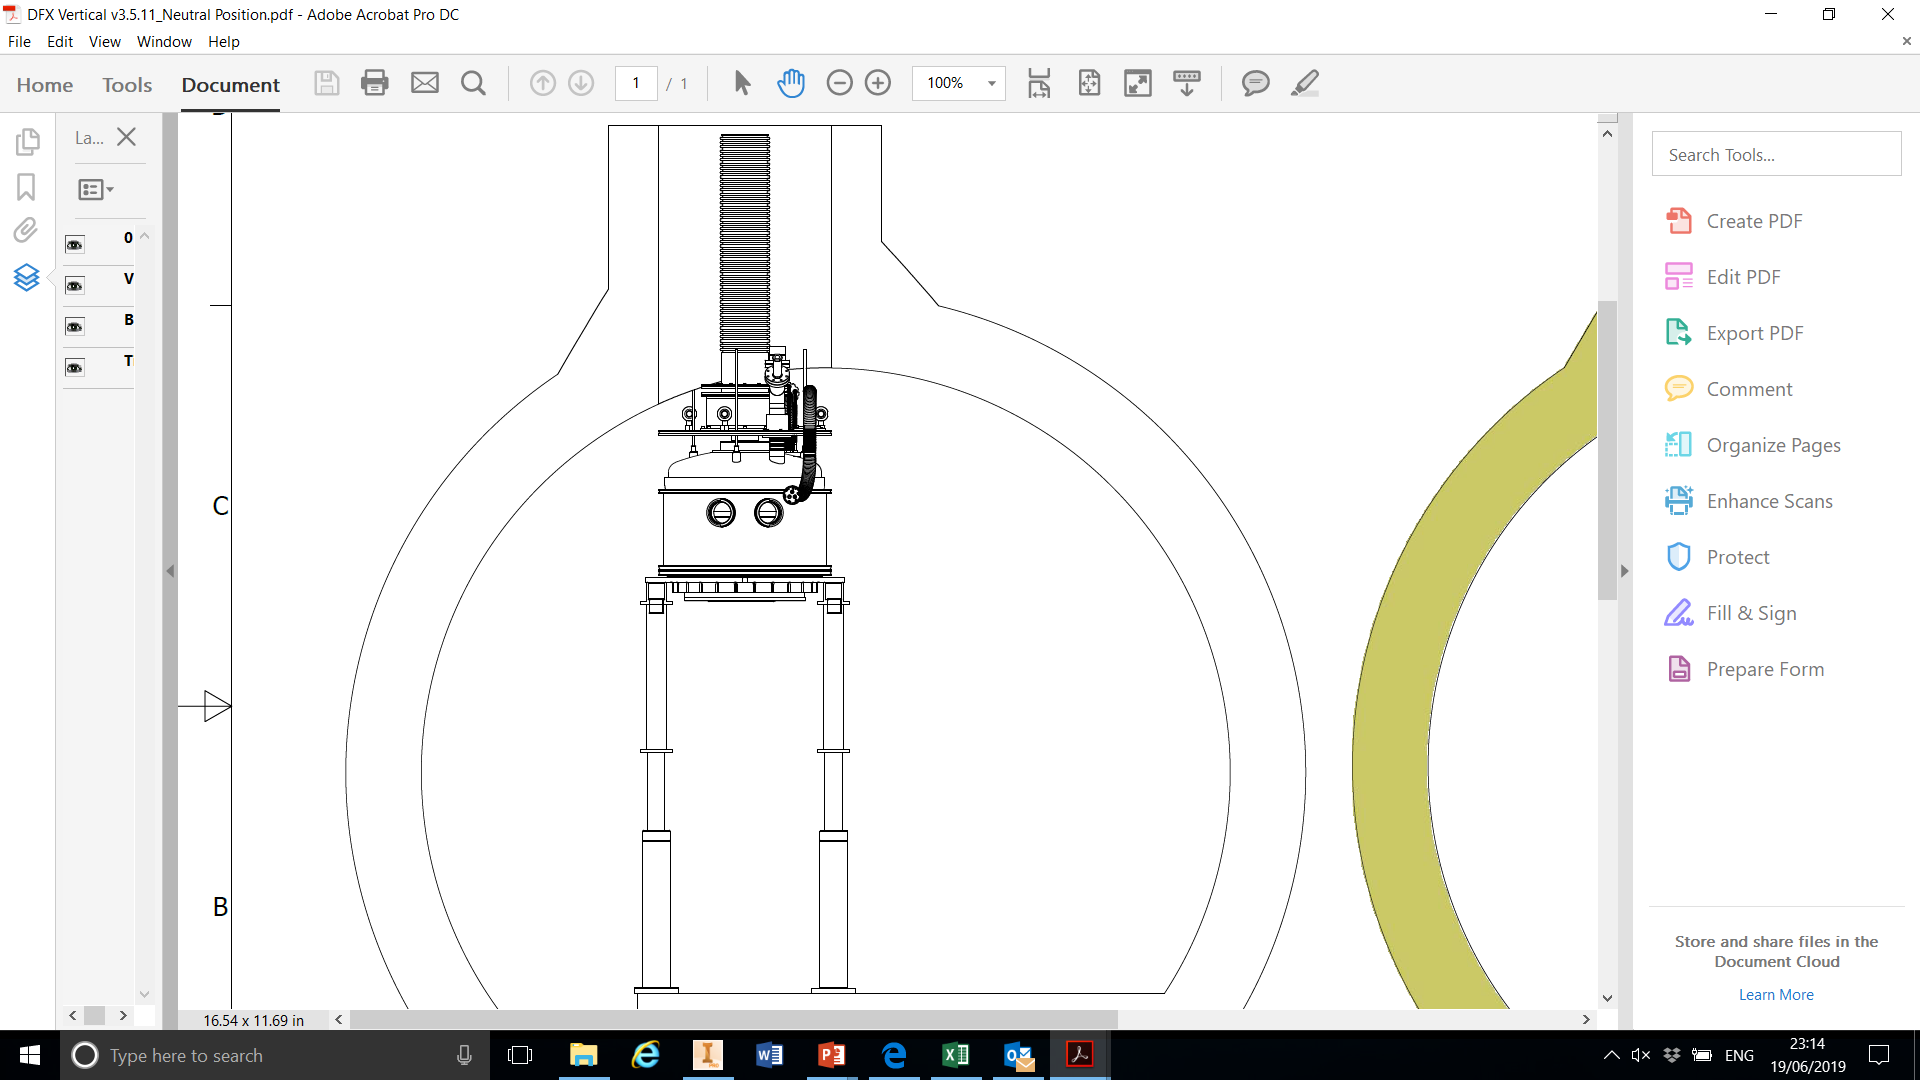 DFX Vertical v3.5.11_Neutral Position.pdf - Adobe Acrobat Pro DC
File Edit View Window Help
Home Tools Document 1 / 1 100%
La...
Search Tools...
0
V
B
T
Create PDF
Edit PDF
Export PDF
Comment
Organize Pages
Enhance Scans
Protect
Fill & Sign
Prepare Form
C
B
Store and share files in the
Document Cloud
Learn More
16.54 x 11.69 in
Type here to search
ENG
23:14
19/06/2019